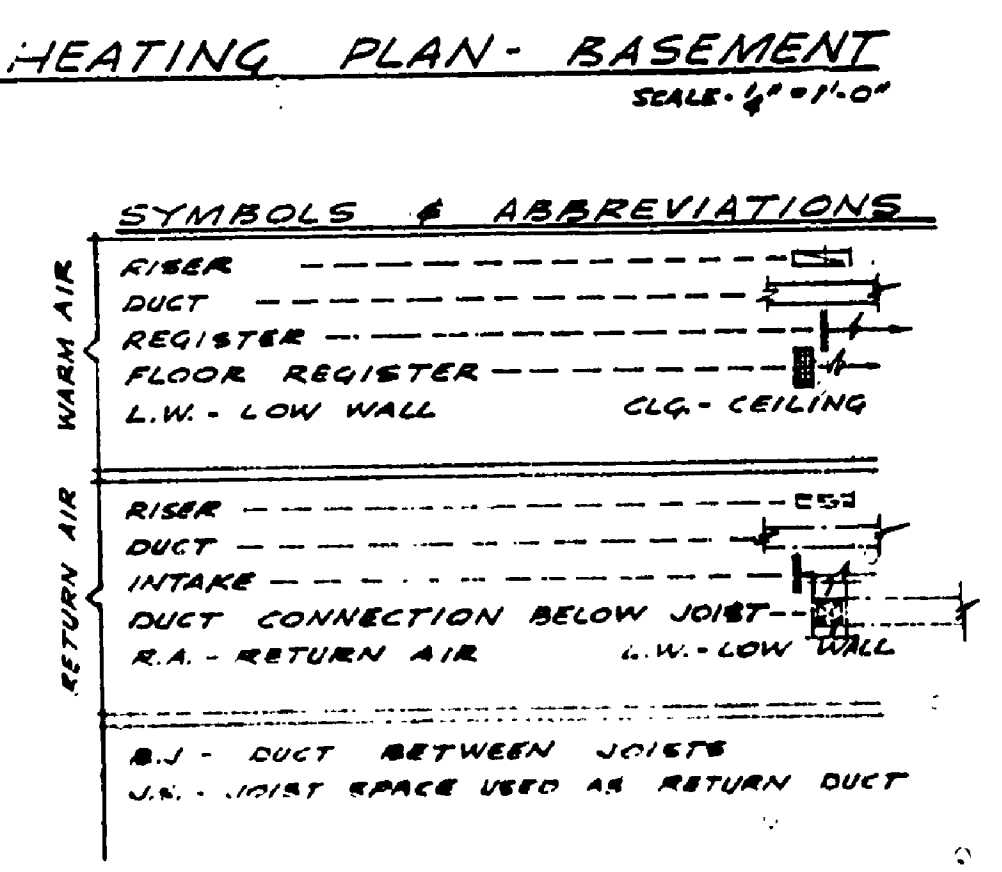 HEATING PLAN - BASEMENT
SCALE - 1/4" = 1'-0"
SYMBOLS & ABBREVIATIONS
WARM AIR
RISER
DUCT
REGISTER
FLOOR REGISTER
L.W. - LOW WALL CLG. - CEILING
RETURN AIR
RISER
DUCT
INTAKE
DUCT CONNECTION BELOW JOIST
R.A. - RETURN AIR L.W. - LOW WALL
B.J - DUCT BETWEEN JOISTS
J.S. - JOIST SPACE USED AS RETURN DUCT